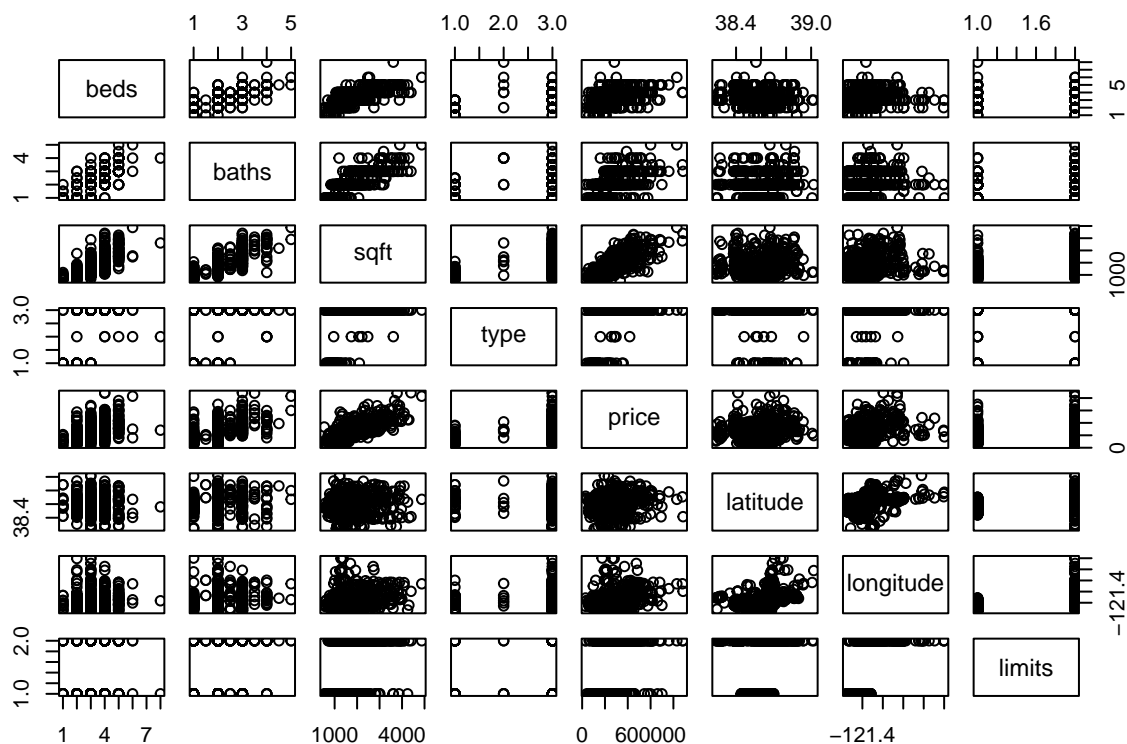 1 3 5 1.0 2.0 3.0 38.4 39.0 1.0 1.6
beds 1 5
1 4 baths
sqft 1000
1.0 3.0 type
price 0
38.4 latitude
longitude −121.4
1.0 2.0 limits
1 4 7 1000 4000 0 600000 −121.4